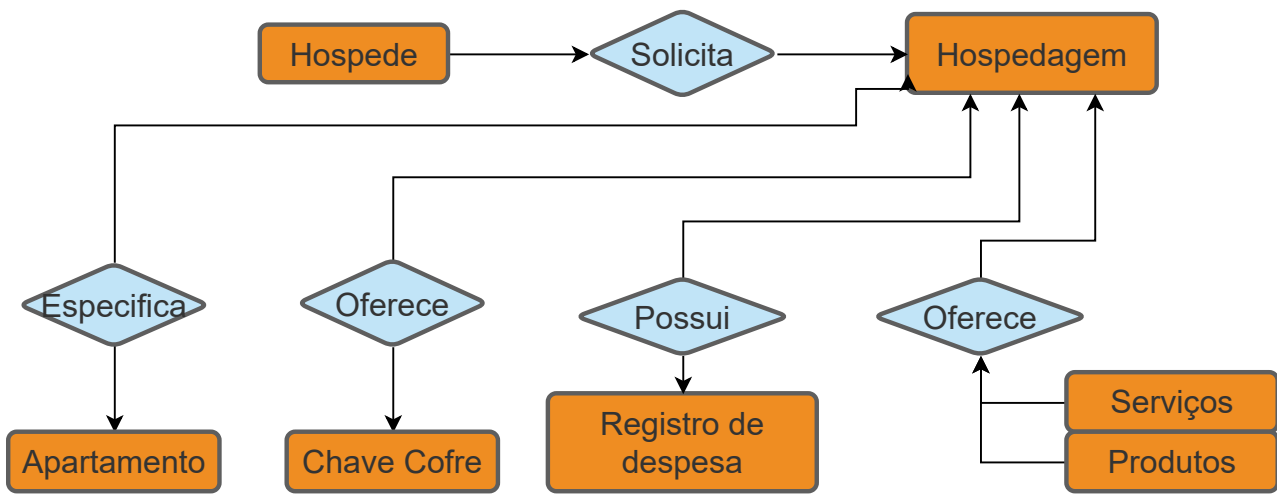 Hospede
Solicita
Hospedagem
Especifica
Oferece
Possui
Oferece
Apartamento
Chave Cofre
Registro de
despesa
Serviços
Produtos